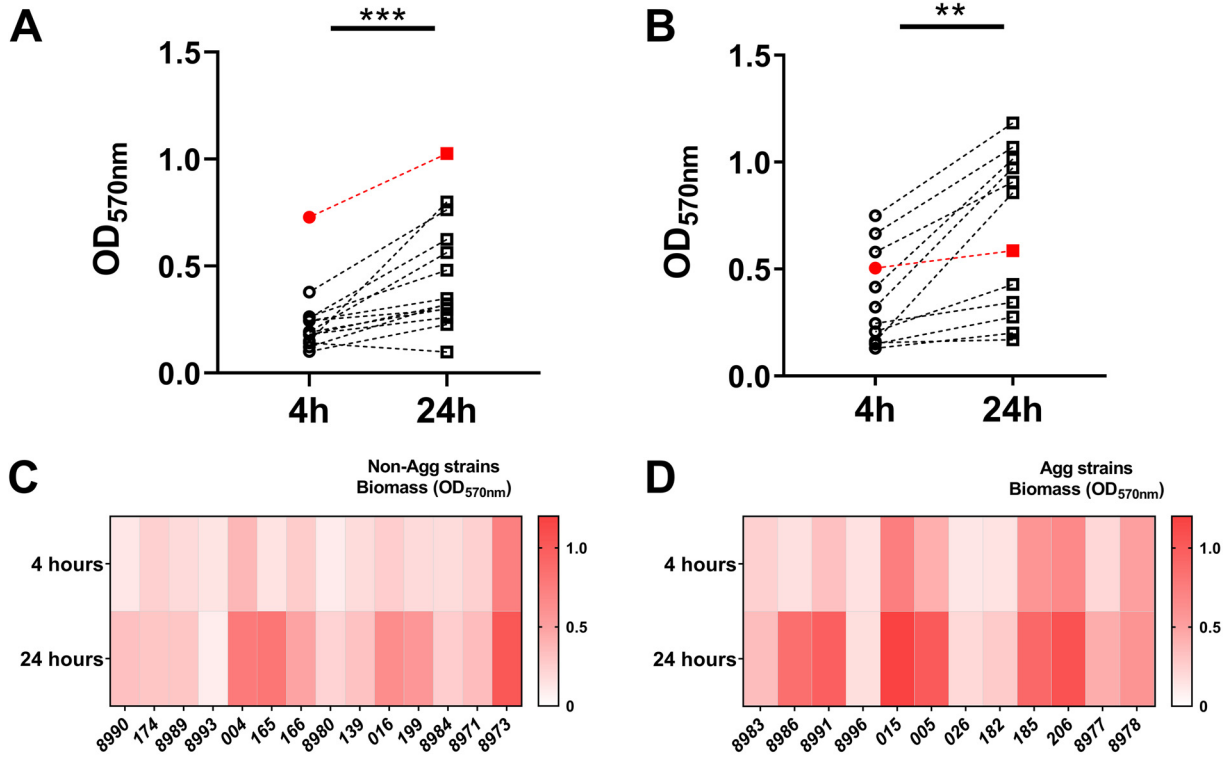 A
***
1.5
1.0
0.5
0.0
OD570nm
4h
24h
B
**
1.5
1.0
0.5
0.0
OD570nm
4h
24h
C
Non-Agg strains
Biomass (OD570nm)
4 hours
24 hours
1.0
0.5
0
8990 174 8989 8993 004 165 166 8980 139 016 199 8984 8971 8973
D
Agg strains
Biomass (OD570nm)
4 hours
24 hours
1.0
0.5
0
8983 8986 8991 8996 015 005 026 182 185 206 8977 8978